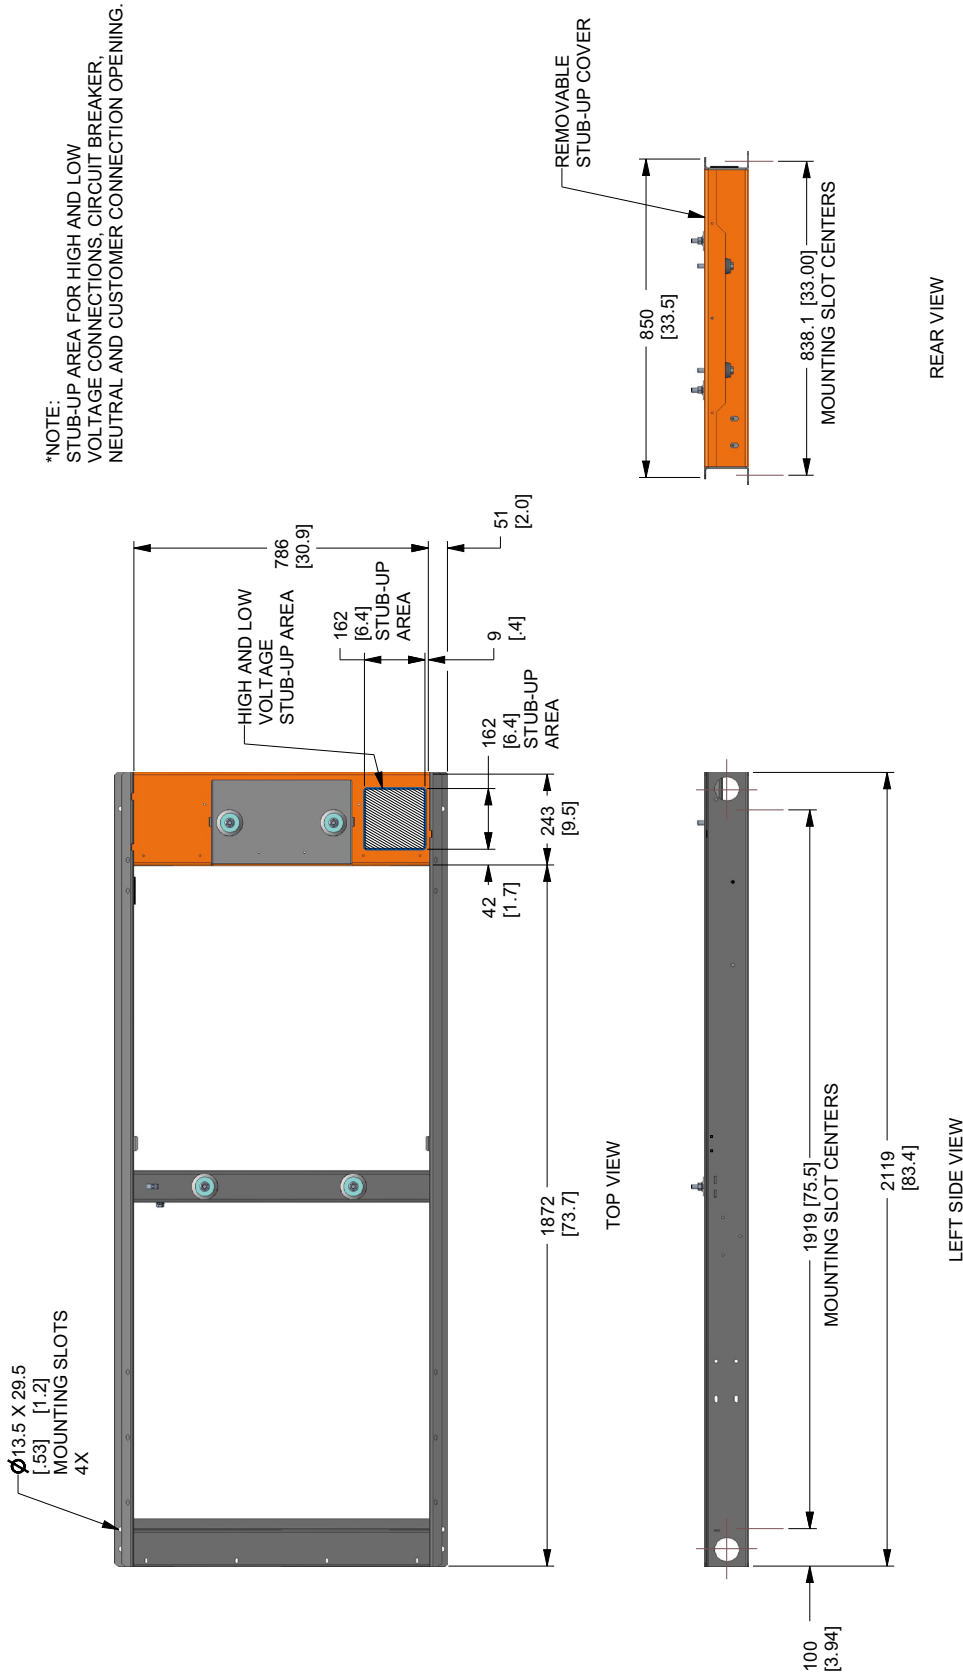 *NOTE:
STUB-UP AREA FOR HIGH AND LOW
VOLTAGE CONNECTIONS, CIRCUIT BREAKER,
NEUTRAL AND CUSTOMER CONNECTION OPENING.
Ø13.5 X 29.5
[.53] [1.2]
MOUNTING SLOTS
4X
HIGH AND LOW
VOLTAGE
STUB-UP AREA
786
[30.9]
162
[6.4]
STUB-UP
AREA
9
[.4]
51
[2.0]
162
[6.4]
STUB-UP
AREA
243
[9.5]
42
[1.7]
1872
[73.7]
TOP VIEW
REMOVABLE
STUB-UP COVER
850
[33.5]
838.1 [33.00]
MOUNTING SLOT CENTERS
REAR VIEW
1919 [75.5]
MOUNTING SLOT CENTERS
2119
[83.4]
100
[3.94]
LEFT SIDE VIEW